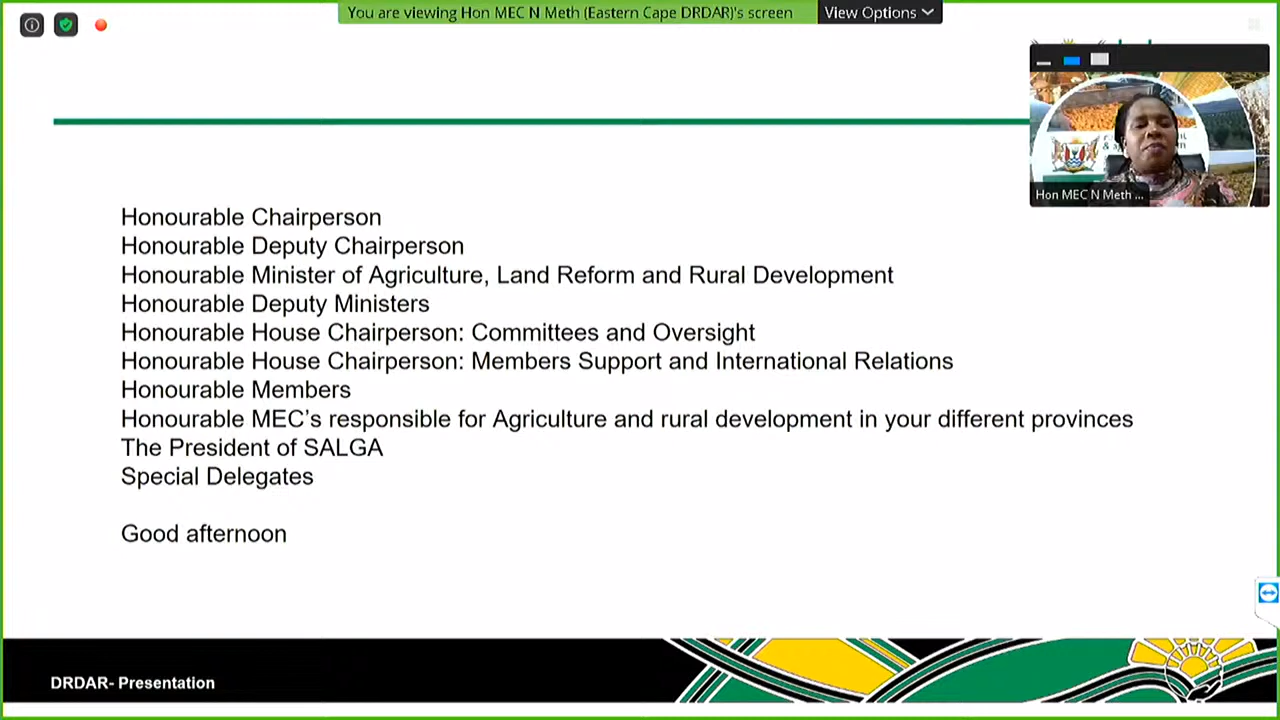 You are viewing Hon MEC N Meth (Eastern Cape DRDAR)'s screen
View Options
Hon MEC N Meth ...
Honourable Chairperson
Honourable Deputy Chairperson
Honourable Minister of Agriculture, Land Reform and Rural Development
Honourable Deputy Ministers
Honourable House Chairperson: Committees and Oversight
Honourable House Chairperson: Members Support and International Relations
Honourable Members
Honourable MEC’s responsible for Agriculture and rural development in your different provinces
The President of SALGA
Special Delegates
Good afternoon
DRDAR- Presentation